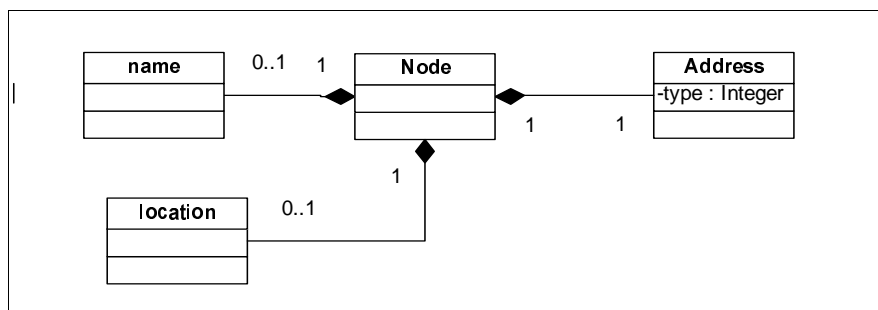 name
0..1
1
Node
Address
-type : Integer
1
1
1
location
0..1